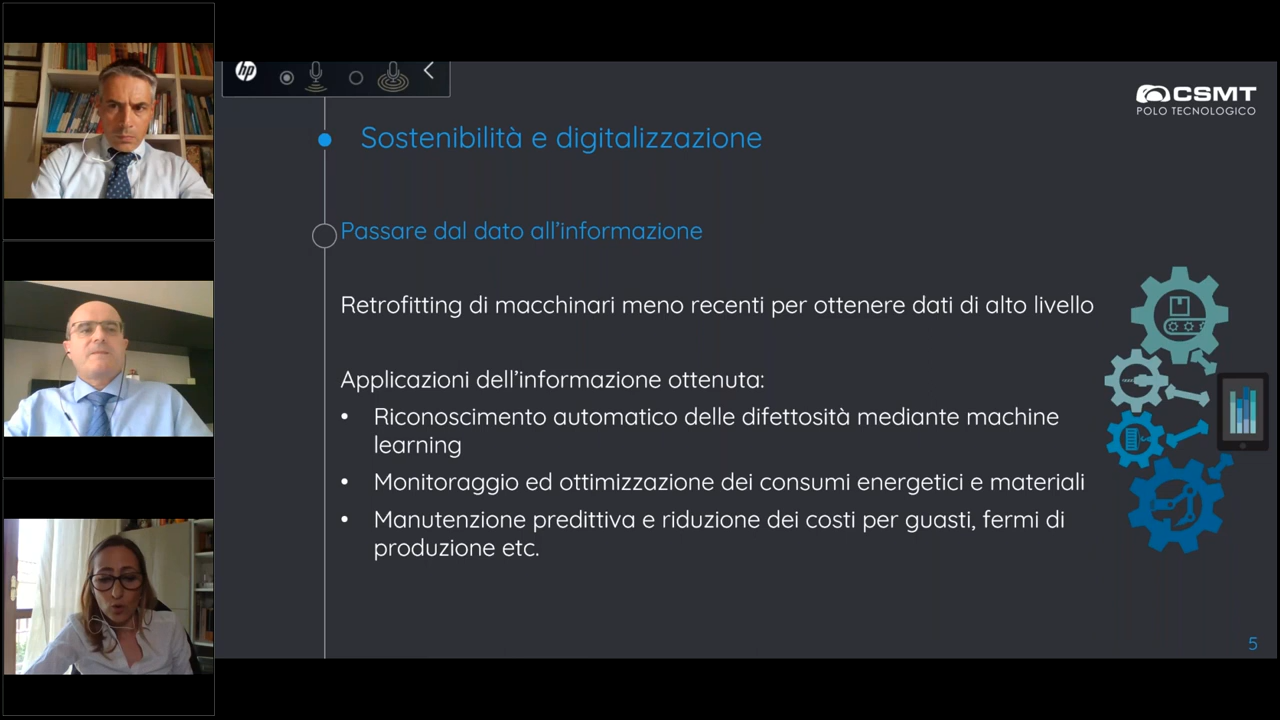 hp
CSMT
POLO TECNOLOGICO
Sostenibilità e digitalizzazione
Passare dal dato all'informazione
Retrofitting di macchinari meno recenti per ottenere dati di alto livello
Applicazioni dell'informazione ottenuta:
• Riconoscimento automatico delle difettosità mediante machine
learning
• Monitoraggio ed ottimizzazione dei consumi energetici e materiali
• Manutenzione predittiva e riduzione dei costi per guasti, fermi di
produzione etc.
5